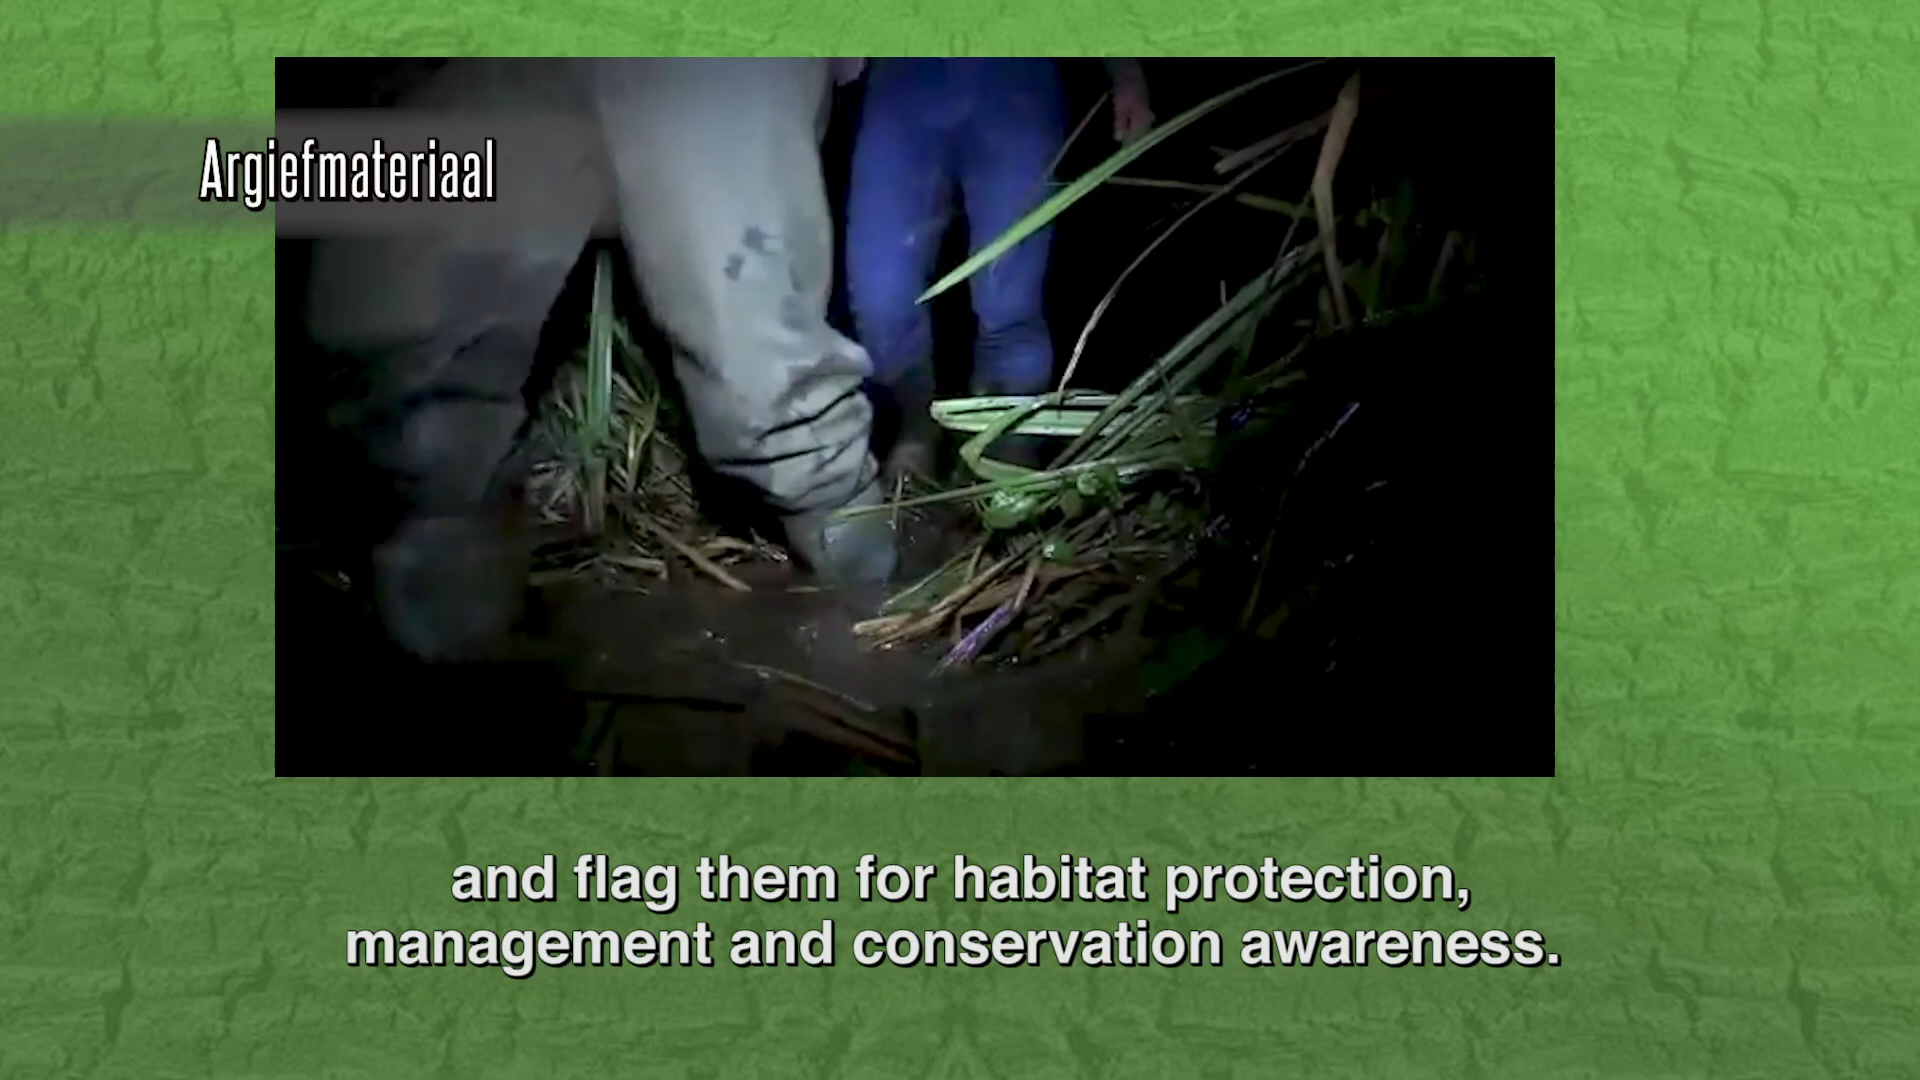 Argiefmateriaal
and flag them for habitat protection,
management and conservation awareness.